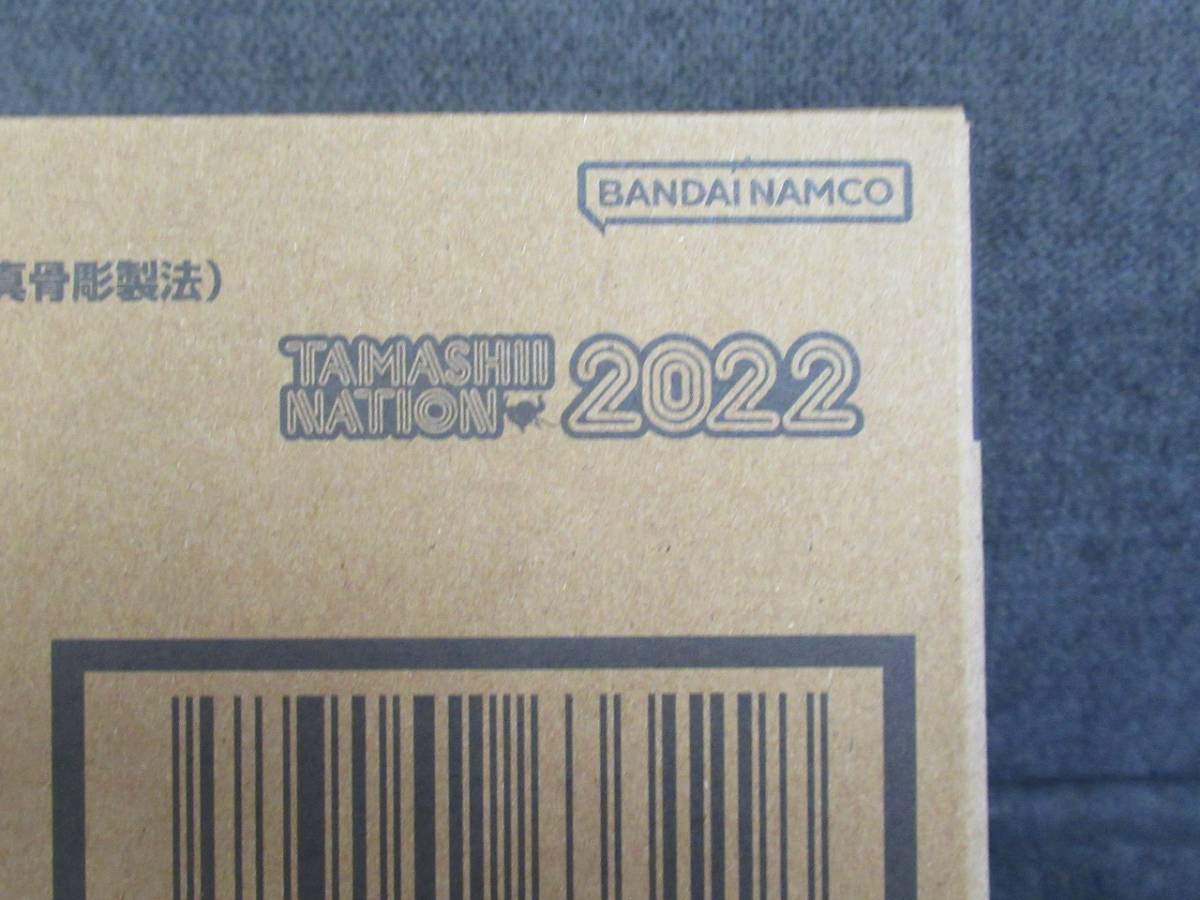 BANDAI NAMCO
真骨彫製法）
TAMASHII
NATION
2022